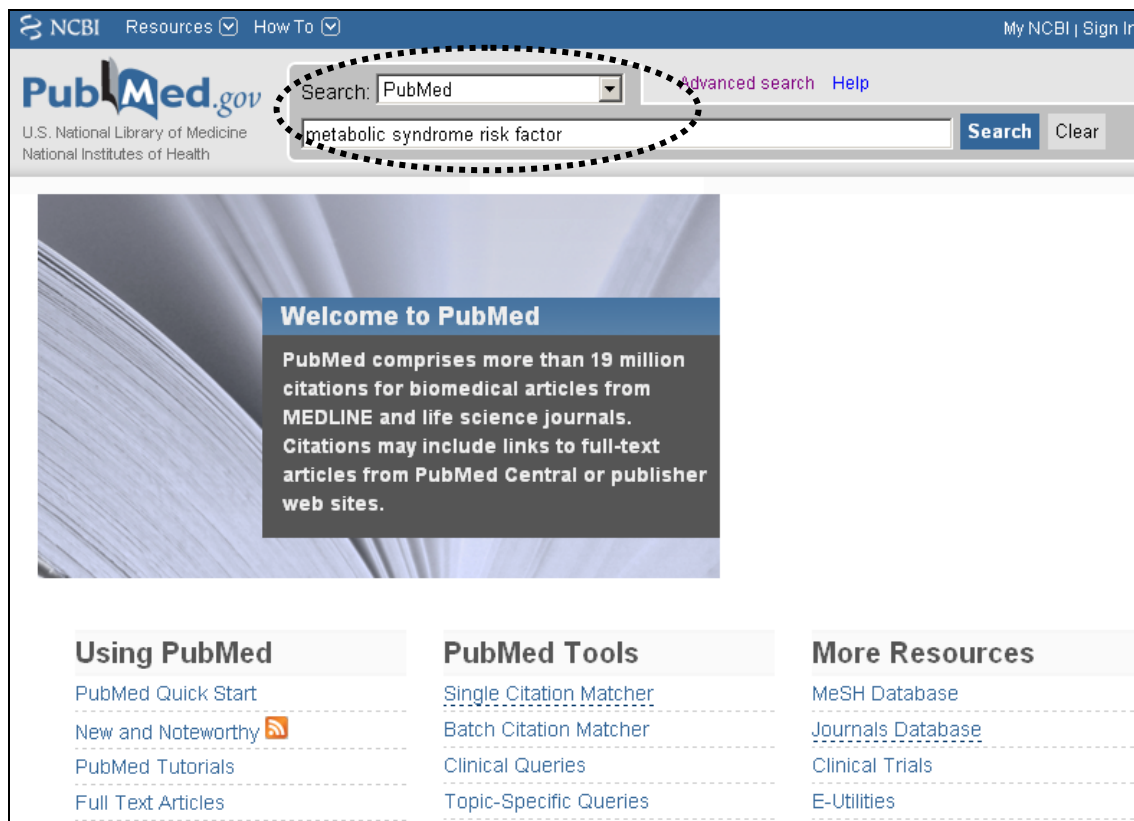 NCBI Resources How To My NCBI | Sign In
PubMed.gov
U.S. National Library of Medicine
National Institutes of Health
Search: PubMed
Advanced search Help
metabolic syndrome risk factor
Search Clear
Welcome to PubMed
PubMed comprises more than 19 million
citations for biomedical articles from
MEDLINE and life science journals.
Citations may include links to full-text
articles from PubMed Central or publisher
web sites.
Using PubMed
PubMed Quick Start
New and Noteworthy
PubMed Tutorials
Full Text Articles
PubMed Tools
Single Citation Matcher
Batch Citation Matcher
Clinical Queries
Topic-Specific Queries
More Resources
MeSH Database
Journals Database
Clinical Trials
E-Utilities